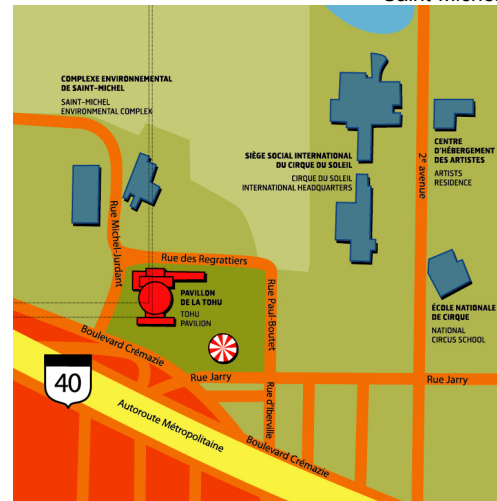 COMPLEXE ENVIRONNEMENTAL
DE SAINT-MICHEL
SAINT-MICHEL
ENVIRONMENTAL COMPLEX
SIÈGE SOCIAL INTERNATIONAL
DU CIRQUE DU SOLEIL
CIRQUE DU SOLEIL
INTERNATIONAL HEADQUARTERS
2e avenue
CENTRE
D'HÉBERGEMENT
DES ARTISTES
ARTISTS
RESIDENCE
Rue Michel-Jurdant
Rue des Regrattiers
PAVILLON
DE LA TOHU
TOHU
PAVILION
Rue Paul-Boutet
ÉCOLE NATIONALE
DE CIRQUE
NATIONAL
CIRCUS SCHOOL
Boulevard Crémazie
Rue Jarry
Rue Jarry
40
Rue d'Iberville
Autoroute Métropolitaine
Boulevard Crémazie